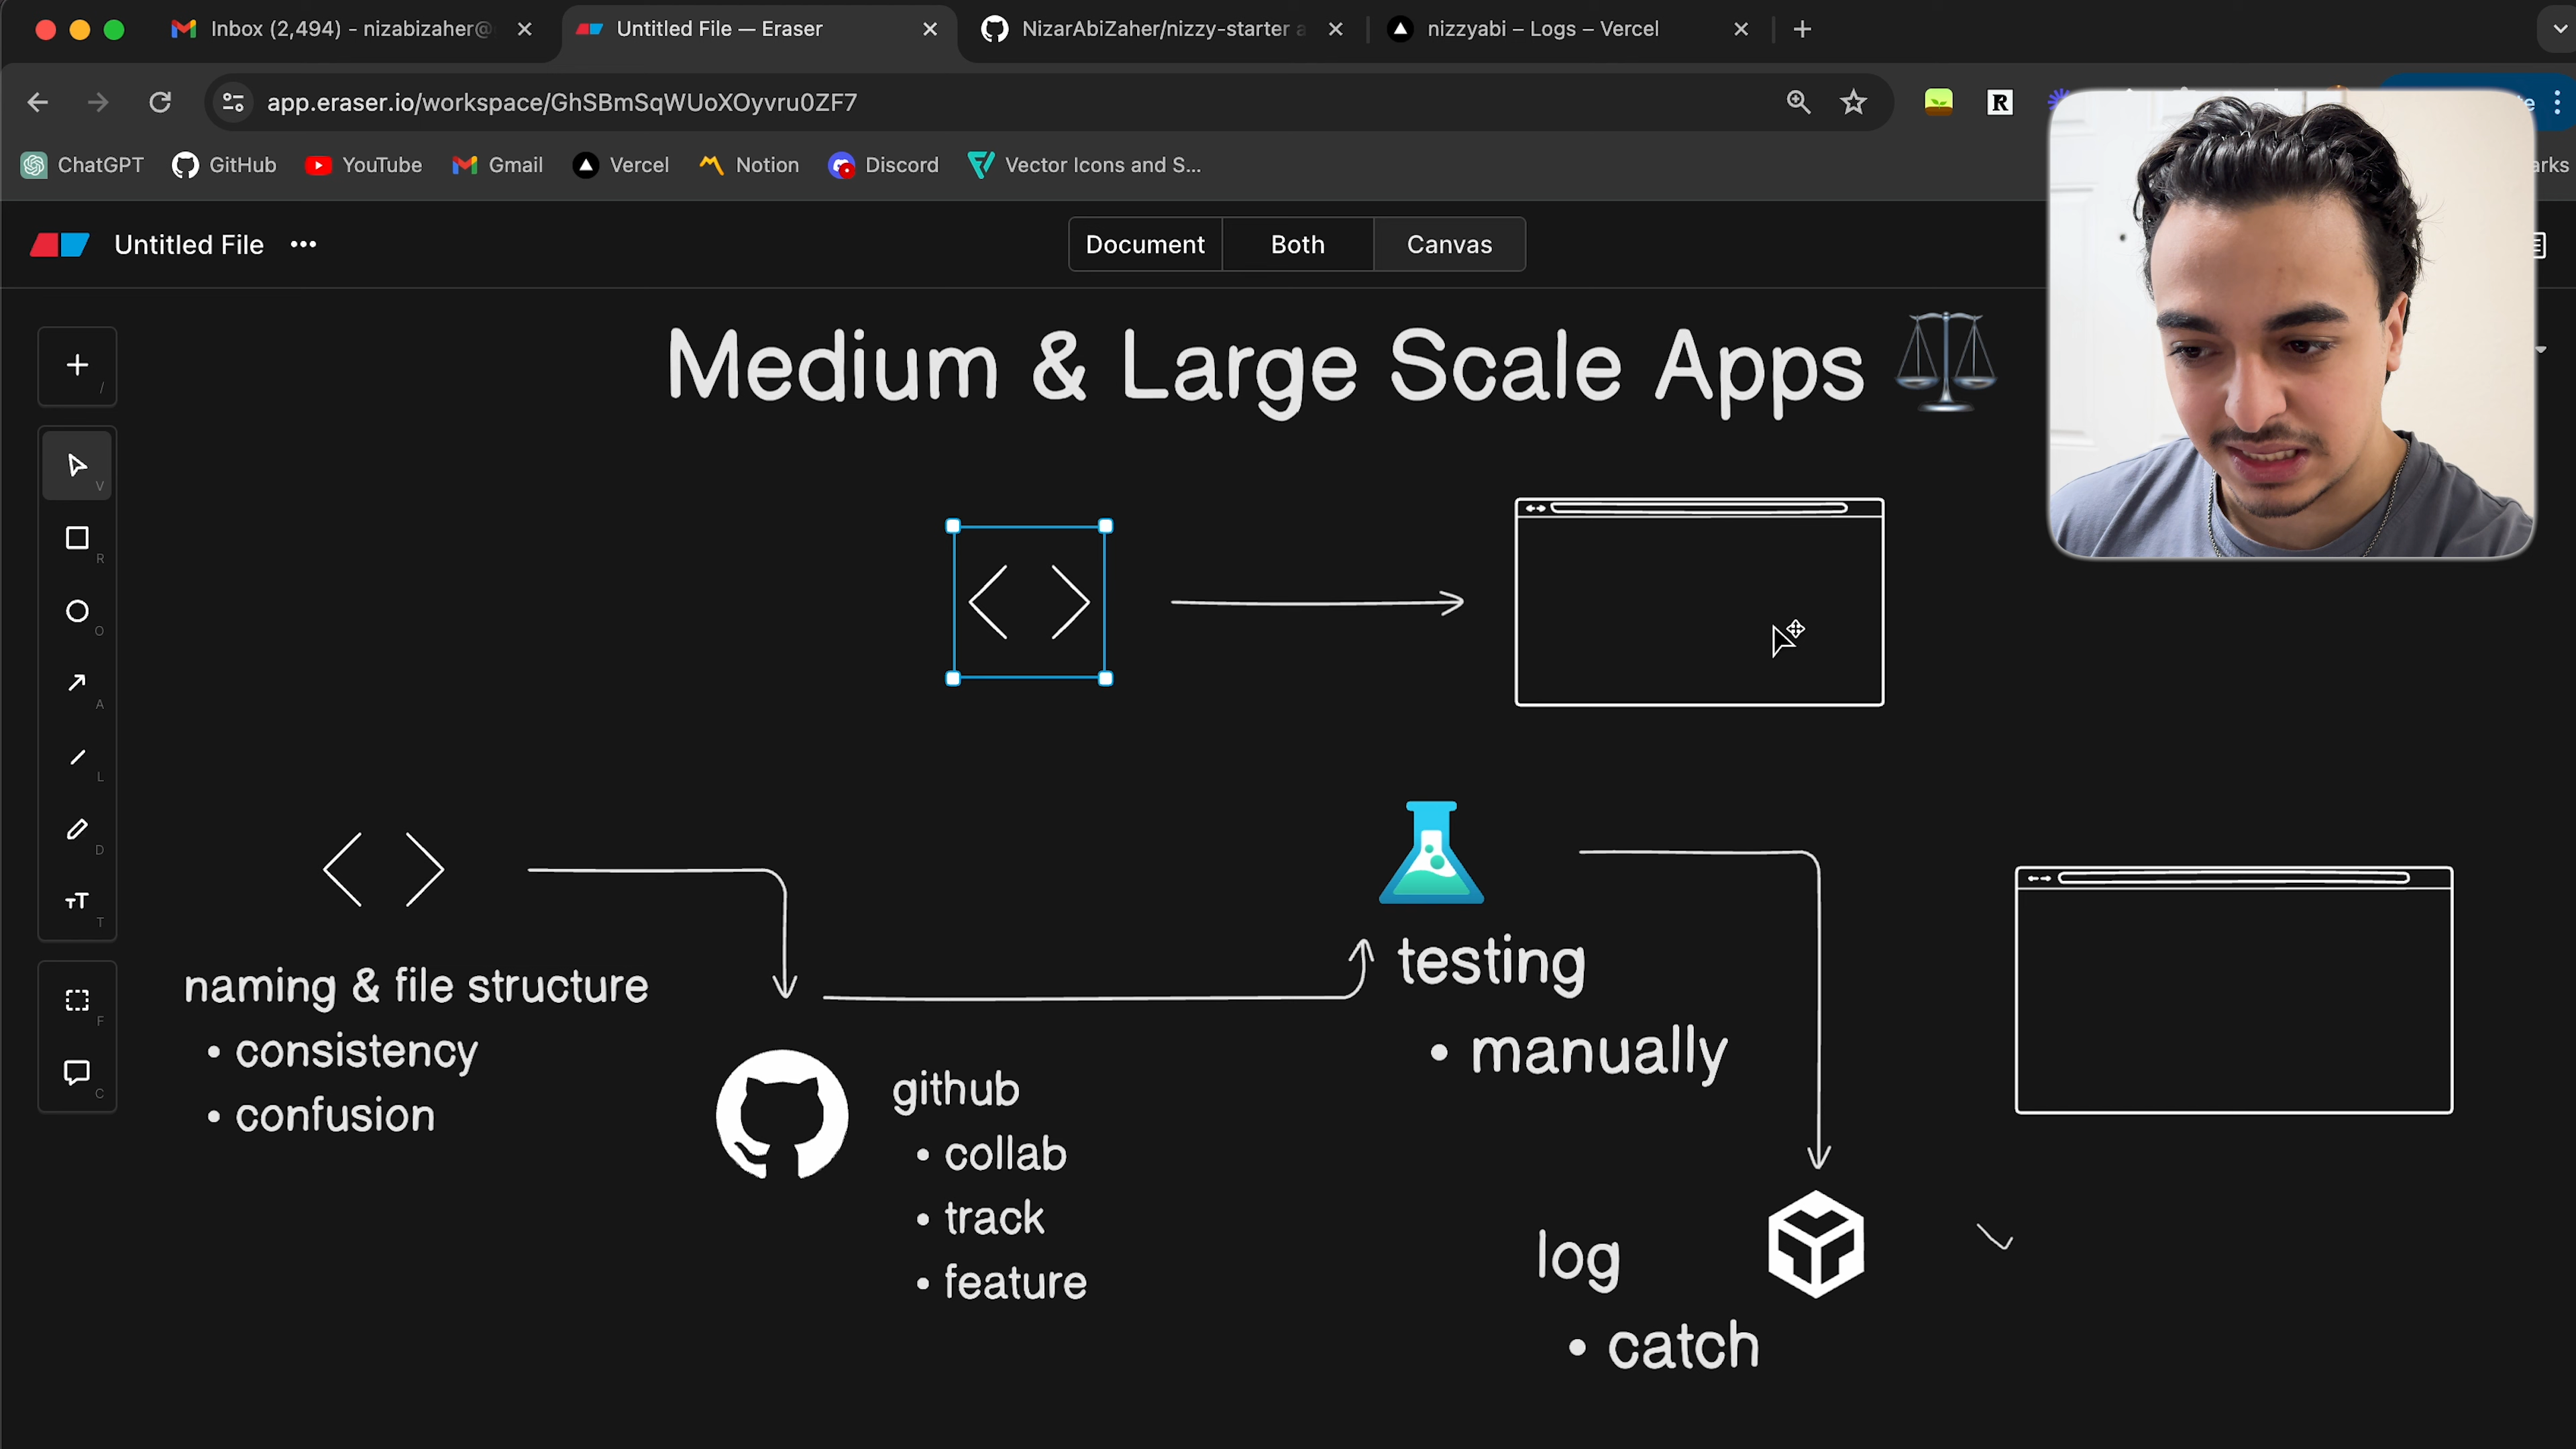 Inbox (2,494) - nizabizaher@
Untitled File — Eraser
NizarAbiZaher/nizzy-starter a
nizzyabi – Logs – Vercel
app.eraser.io/workspace/GhSBmSqWUoXOyvru0ZF7
R
ChatGPT
GitHub
YouTube
Gmail
Vercel
Notion
Discord
Vector Icons and S...
arks
Untitled File
Document
Both
Canvas
Medium & Large Scale Apps
/
V
R
O
A
L
D
T
F
C
naming & file structure
• consistency
• confusion
github
• collab
• track
• feature
testing
• manually
log
• catch